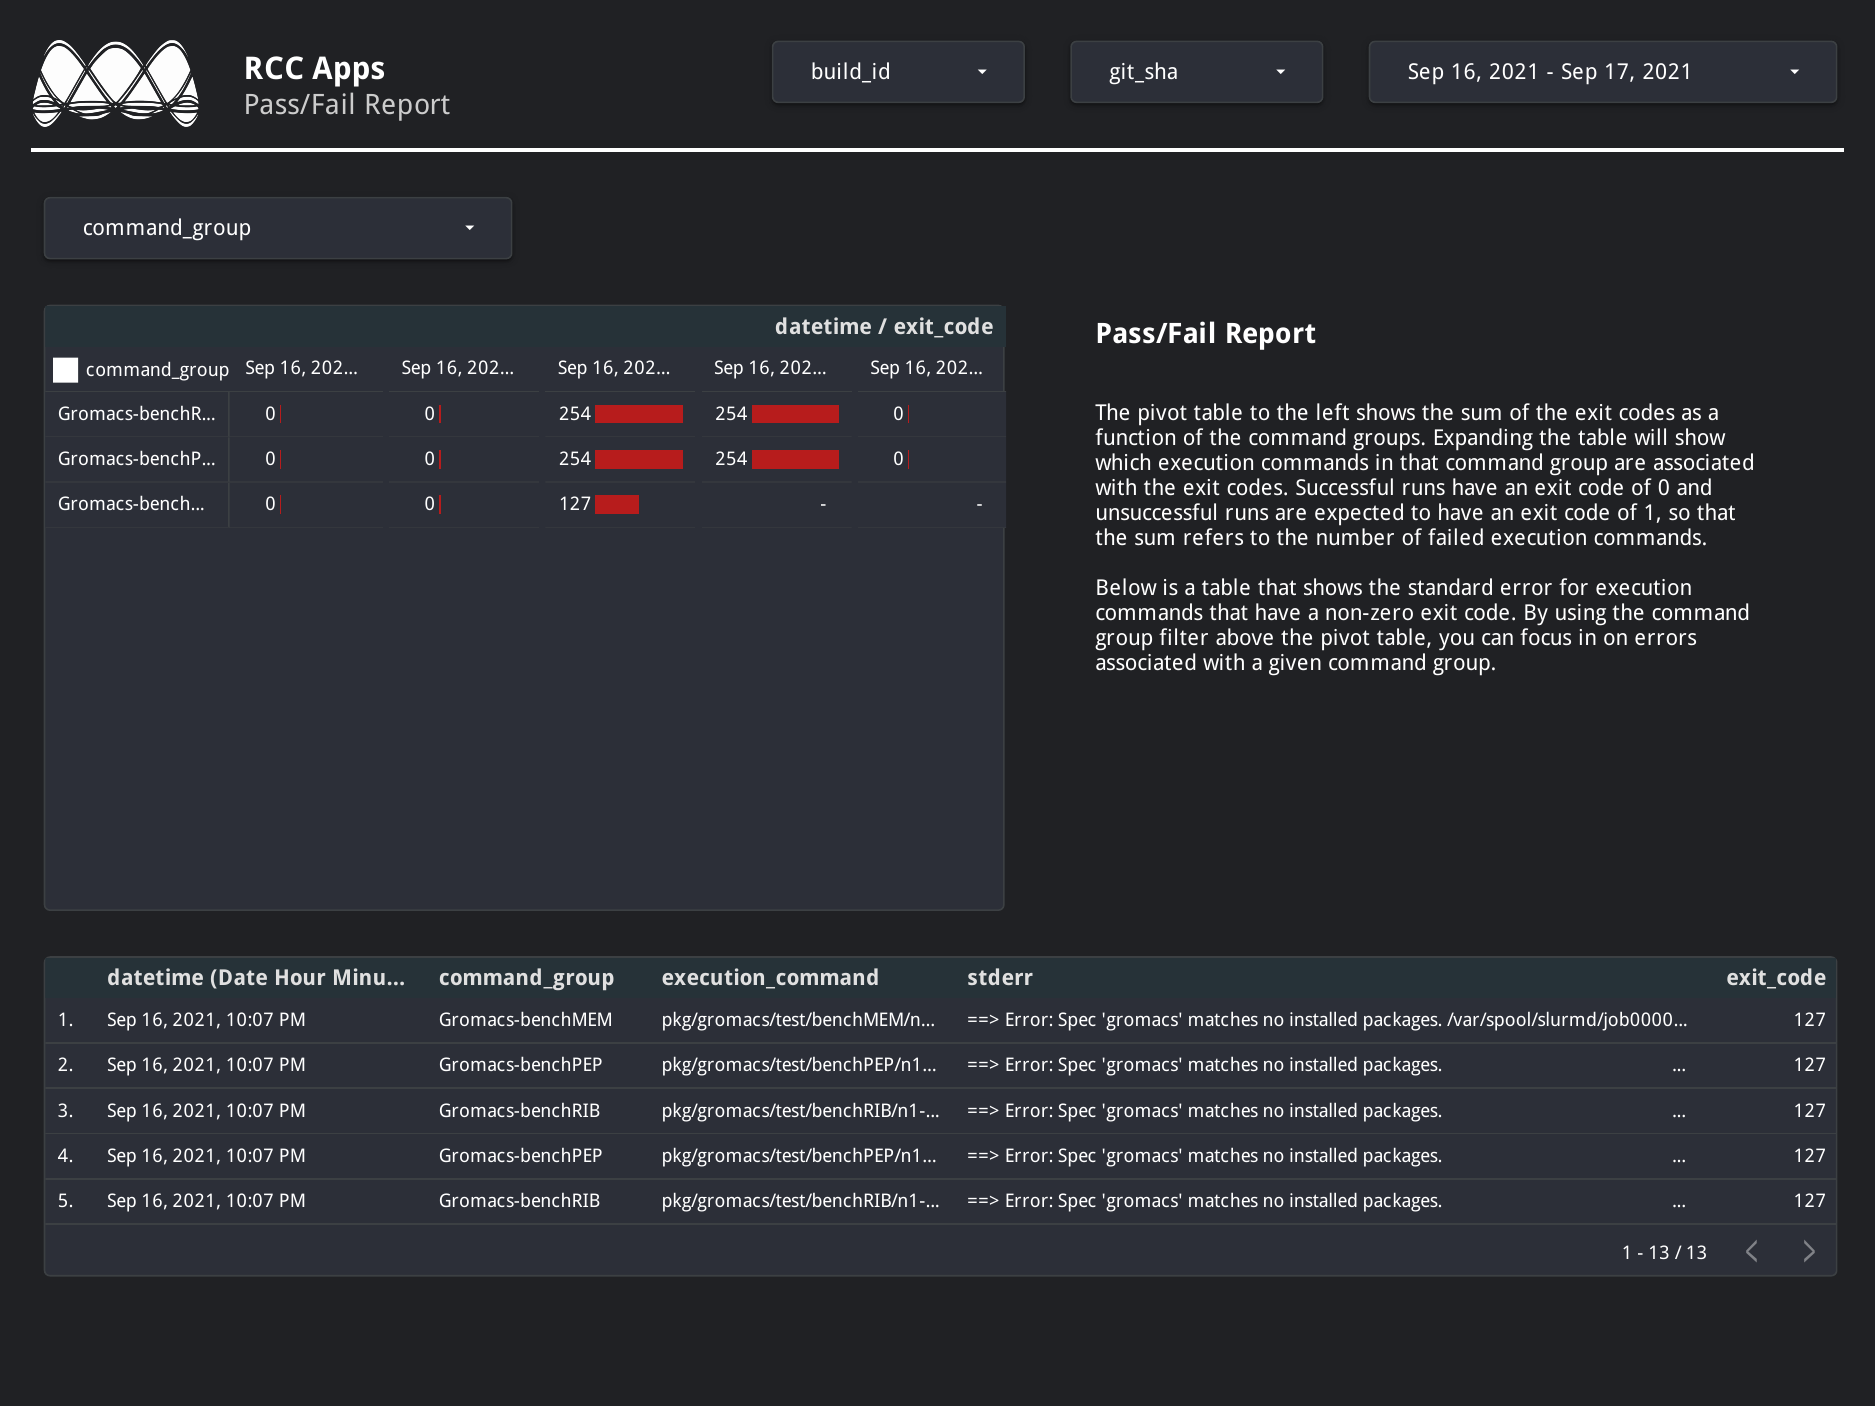 RCC Apps
Pass/Fail Report
build_id
git_sha
Sep 16, 2021 - Sep 17, 2021
command_group
datetime / exit_code
command_group Sep 16, 202... Sep 16, 202... Sep 16, 202... Sep 16, 202... Sep 16, 202...
Gromacs-benchR... 0 0 254 254 0
Gromacs-benchP... 0 0 254 254 0
Gromacs-bench... 0 0 127 - -
Pass/Fail Report
The pivot table to the left shows the sum of the exit codes as a
function of the command groups. Expanding the table will show
which execution commands in that command group are associated
with the exit codes. Successful runs have an exit code of 0 and
unsuccessful runs are expected to have an exit code of 1, so that
the sum refers to the number of failed execution commands.
Below is a table that shows the standard error for execution
commands that have a non-zero exit code. By using the command
group filter above the pivot table, you can focus in on errors
associated with a given command group.
datetime (Date Hour Minu... command_group execution_command stderr exit_code
1. Sep 16, 2021, 10:07 PM Gromacs-benchMEM pkg/gromacs/test/benchMEM/n... ==> Error: Spec 'gromacs' matches no installed packages. /var/spool/slurmd/job0000... 127
2. Sep 16, 2021, 10:07 PM Gromacs-benchPEP pkg/gromacs/test/benchPEP/n1... ==> Error: Spec 'gromacs' matches no installed packages. ... 127
3. Sep 16, 2021, 10:07 PM Gromacs-benchRIB pkg/gromacs/test/benchRIB/n1-... ==> Error: Spec 'gromacs' matches no installed packages. ... 127
4. Sep 16, 2021, 10:07 PM Gromacs-benchPEP pkg/gromacs/test/benchPEP/n1... ==> Error: Spec 'gromacs' matches no installed packages. ... 127
5. Sep 16, 2021, 10:07 PM Gromacs-benchRIB pkg/gromacs/test/benchRIB/n1-... ==> Error: Spec 'gromacs' matches no installed packages. ... 127
1 - 13 / 13